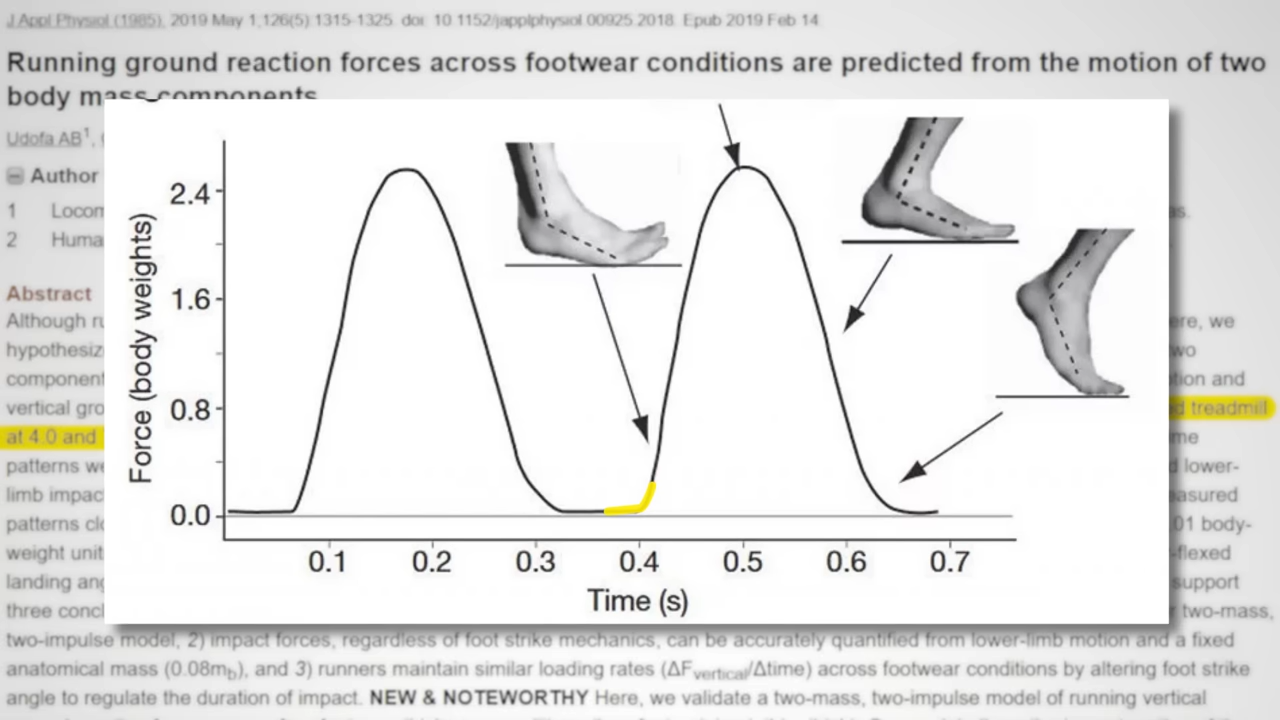 J Appl Physiol (1985). 2019 May 1;126(5):1315-1325. doi: 10.1152/japplphysiol.00925.2018. Epub 2019 Feb 14.
Running ground reaction forces across footwear conditions are predicted from the motion of two
body mass components.
Udofa AB1,
Author
1 Locom
2 Huma
as.
Abstract
Although ru
ere, we
hypothesiz
wo
component
tion and
vertical gro
d treadmill
at 4.0 and
me
patterns we
d lower-
limb impac
easured
patterns clo
01 body-
weight unit
-flexed
landing ang
support
three concl
r two-mass,
two-impulse model, 2) impact forces, regardless of foot strike mechanics, can be accurately quantified from lower-limb motion and a fixed
anatomical mass (0.08mb), and 3) runners maintain similar loading rates (ΔFvertical/Δtime) across footwear conditions by altering foot strike
angle to regulate the duration of impact. NEW & NOTEWORTHY Here, we validate a two-mass, two-impulse model of running vertical
Force (body weights)
2.4
1.6
0.8
0.0
0.1 0.2 0.3 0.4 0.5 0.6 0.7
Time (s)